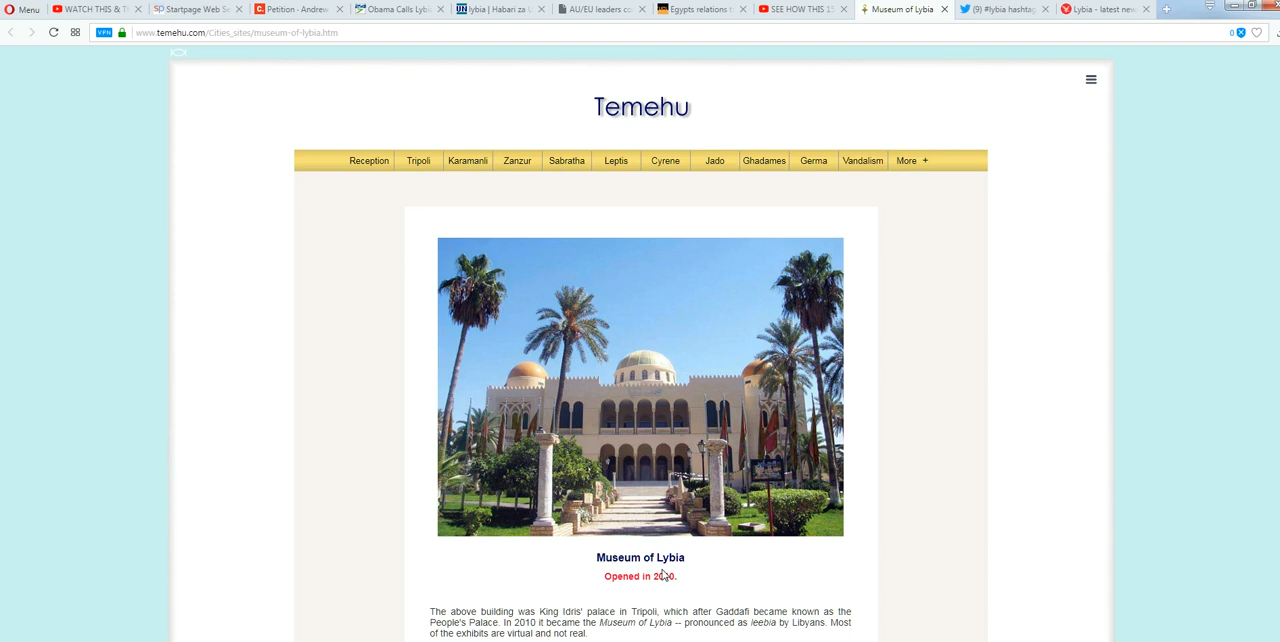 Menu
WATCH THIS & T
Startpage Web Se
Petition - Andrew
Obama Calls Lyb
lybia | Habari za U
AU/EU leaders co
Egypts relations t
SEE HOW THIS 15
Museum of Lybia
(9) #lybia hashtag
Lybia - latest new
VPN
www.temehu.com/Cities_sites/museum-of-lybia.htm
0
Temehu
Reception
Tripoli
Karamanli
Zanzur
Sabratha
Leptis
Cyrene
Jado
Ghadames
Germa
Vandalism
More +
Museum of Lybia
Opened in
The above building was King Idris' palace in Tripoli, which after Gaddafi became known as the
People's Palace. In 2010 it became the Museum of Lybia -- pronounced as leebia by Libyans. Most
of the exhibits are virtual and not real.